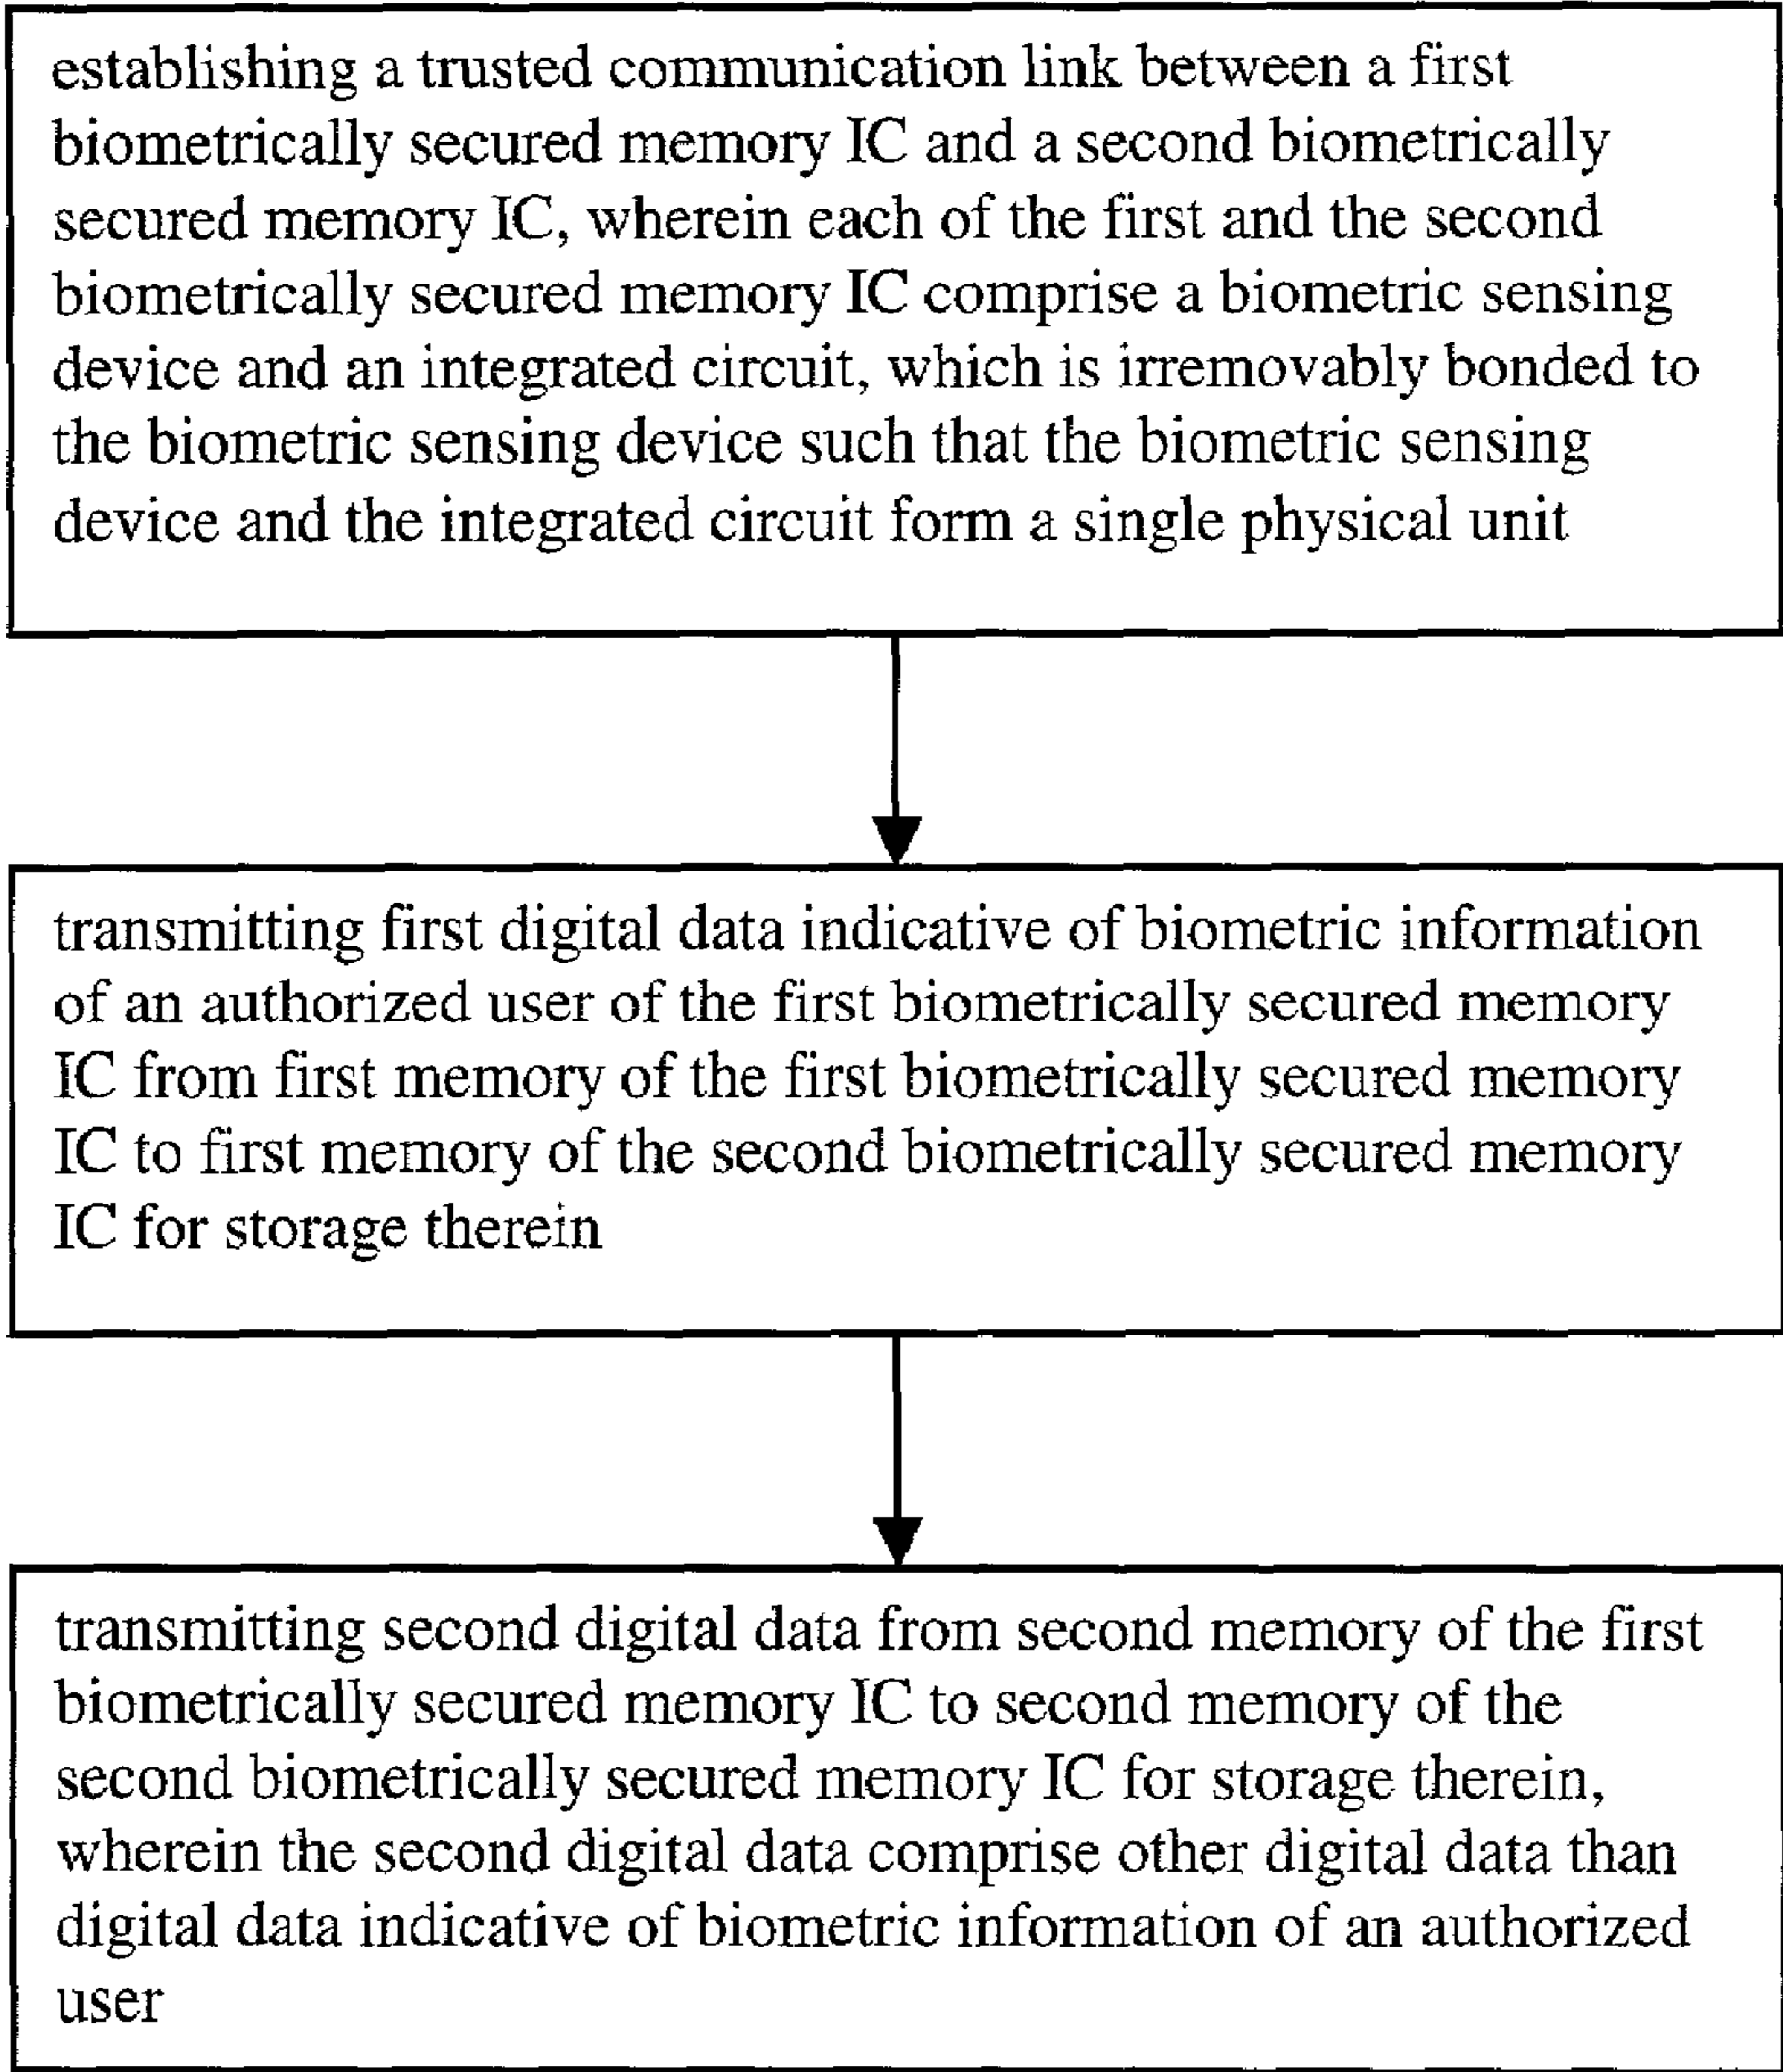 establishing a trusted communication link between a first
biometrically secured memory IC and a second biometrically
secured memory IC, wherein each of the first and the second
biometrically secured memory IC comprise a biometric sensing
device and an integrated circuit, which is irremovably bonded to
the biometric sensing device such that the biometric sensing
device and the integrated circuit form a single physical unit
transmitting first digital data indicative of biometric information
of an authorized user of the first biometrically secured memory
IC from first memory of the first biometrically secured memory
IC to first memory of the second biometrically secured memory
IC for storage therein
transmitting second digital data from second memory of the first
biometrically secured memory IC to second memory of the
second biometrically secured memory IC for storage therein,
wherein the second digital data comprise other digital data than
digital data indicative of biometric information of an authorized
user